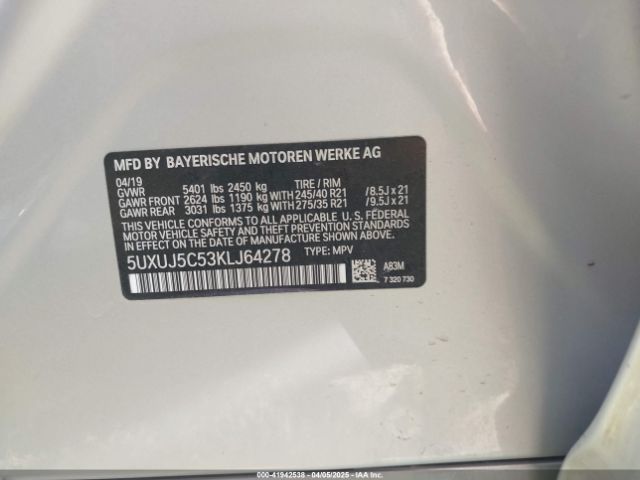 MFD BY BAYERISCHE MOTOREN WERKE AG
04/19
GVWR 5401 lbs 2450 kg TIRE / RIM
GAWR FRONT 2624 lbs 1190 kg WITH 245/40 R21 /8.5J x 21
GAWR REAR 3031 lbs 1375 kg WITH 275/35 R21 /9.5J x 21
THIS VEHICLE CONFORMS TO ALL APPLICABLE U. S. FEDERAL
MOTOR VEHICLE SAFETY, BUMPER, AND THEFT PREVENTION
STANDARDS IN EFFECT ON THE DATE OF MANUFACTURE SHOWN ABOVE.
5UXUJ5C53KLJ64278 TYPE: MPV
A83M
7 320 730
00-41942538 04/05/2025 Copart